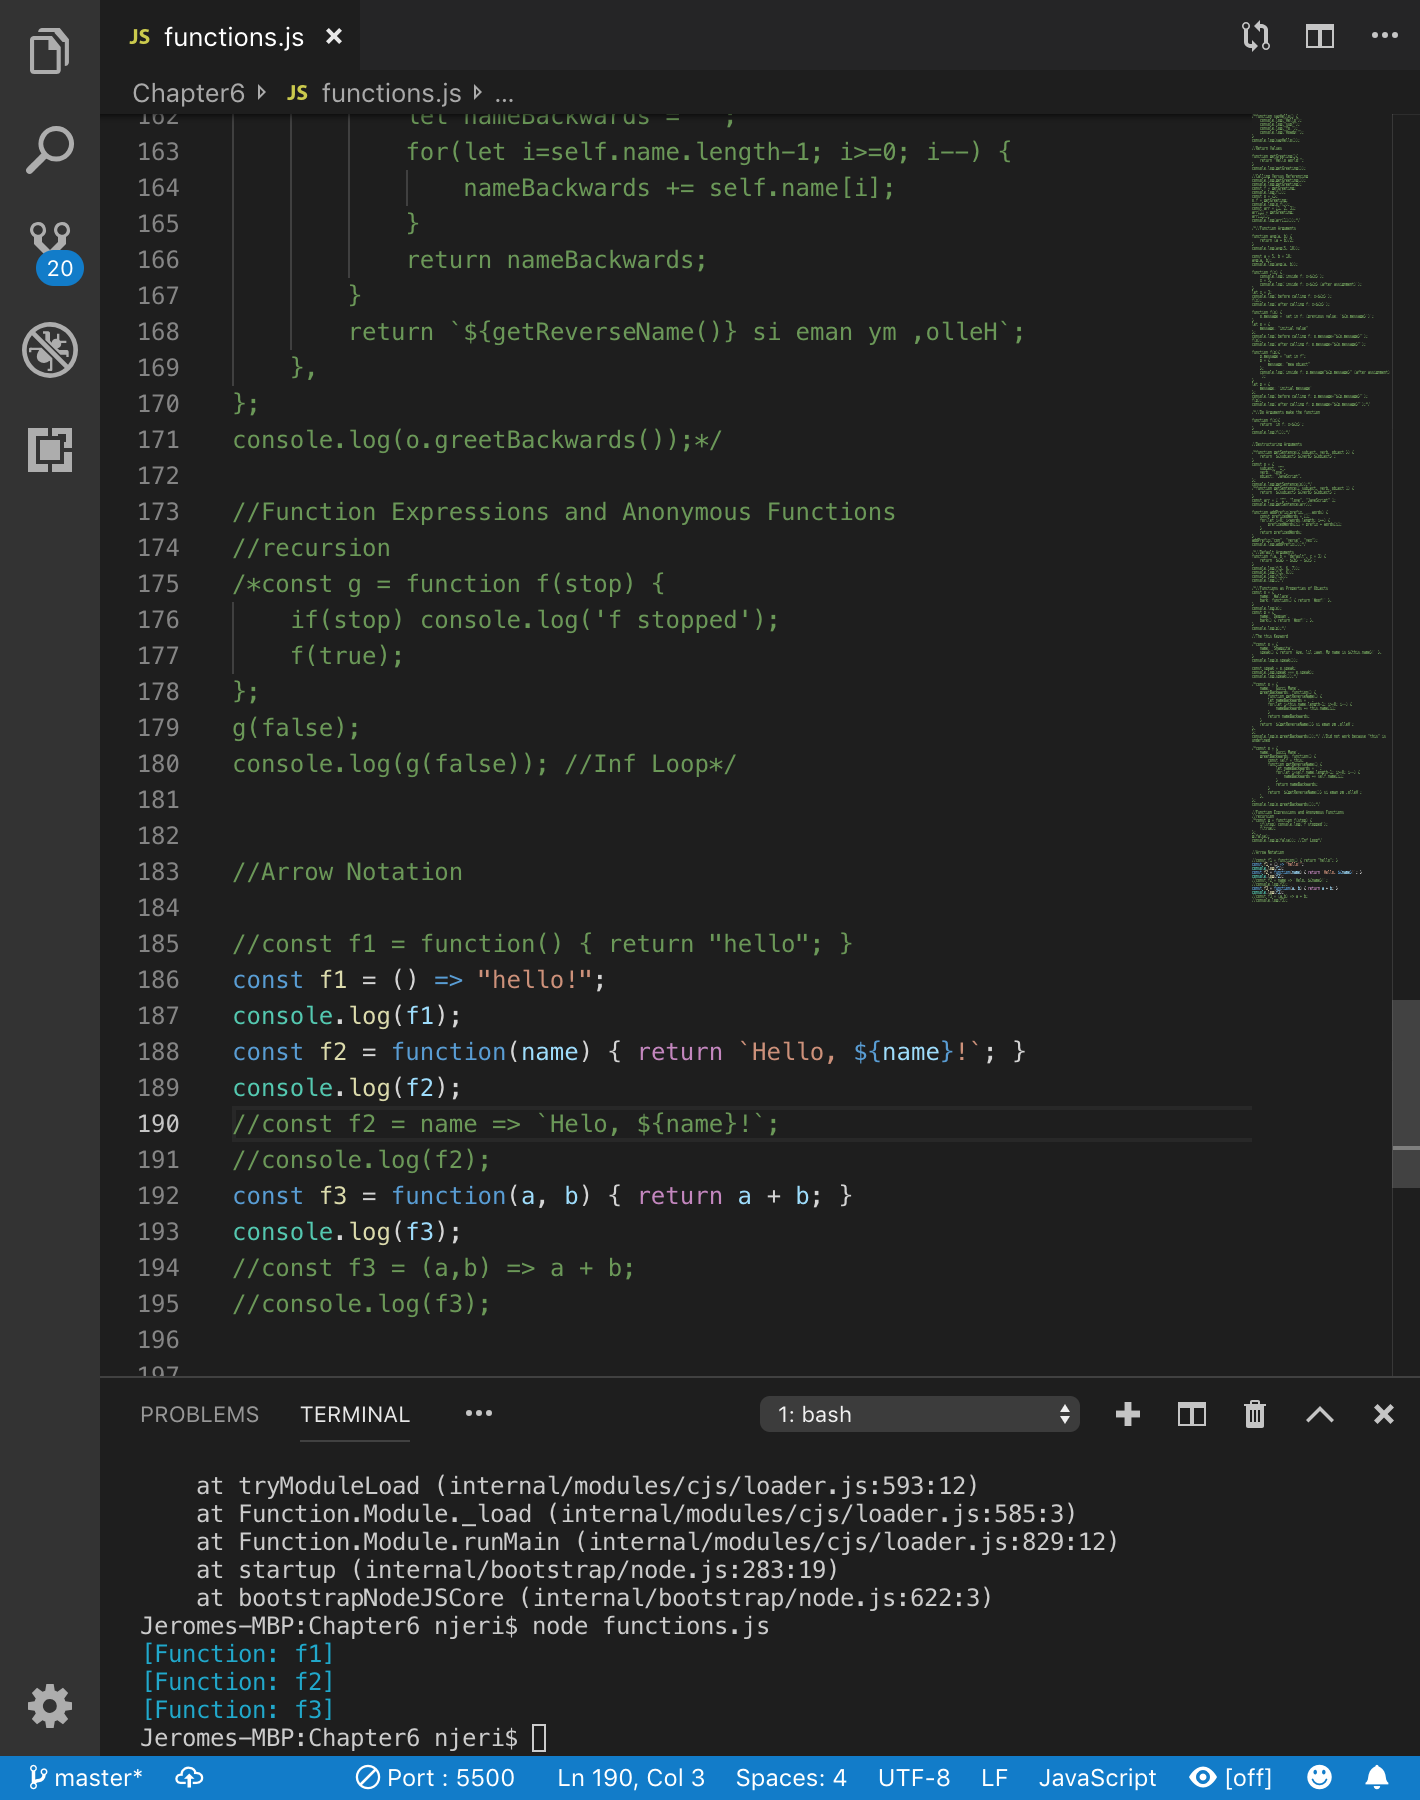 JS functions.js ×
Chapter6 JS functions.js ...
162 let nameBackwards = '';
163 for(let i=self.name.length-1; i>=0; i--) {
164 nameBackwards += self.name[i];
165 }
166 return nameBackwards;
167 }
168 return `${getReverseName()} si eman ym ,olleH`;
169 },
170 };
171 console.log(o.greetBackwards());*/
172
173 //Function Expressions and Anonymous Functions
174 //recursion
175 /*const g = function f(stop) {
176 if(stop) console.log('f stopped');
177 f(true);
178 };
179 g(false);
180 console.log(g(false)); //Inf Loop*/
181
182
183 //Arrow Notation
184
185 //const f1 = function() { return "hello"; }
186 const f1 = () => "hello!";
187 console.log(f1);
188 const f2 = function(name) { return `Hello, ${name}!`; }
189 console.log(f2);
190 //const f2 = name => `Helo, ${name}!`;
191 //console.log(f2);
192 const f3 = function(a, b) { return a + b; }
193 console.log(f3);
194 //const f3 = (a,b) => a + b;
195 //console.log(f3);
196
197
20
PROBLEMS TERMINAL ... 1: bash
at tryModuleLoad (internal/modules/cjs/loader.js:593:12)
at Function.Module._load (internal/modules/cjs/loader.js:585:3)
at Function.Module.runMain (internal/modules/cjs/loader.js:829:12)
at startup (internal/bootstrap/node.js:283:19)
at bootstrapNodeJSCore (internal/bootstrap/node.js:622:3)
Jeromes-MBP:Chapter6 njeri$ node functions.js
[Function: f1]
[Function: f2]
[Function: f3]
Jeromes-MBP:Chapter6 njeri$
master* Port : 5500 Ln 190, Col 3 Spaces: 4 UTF-8 LF JavaScript [off]